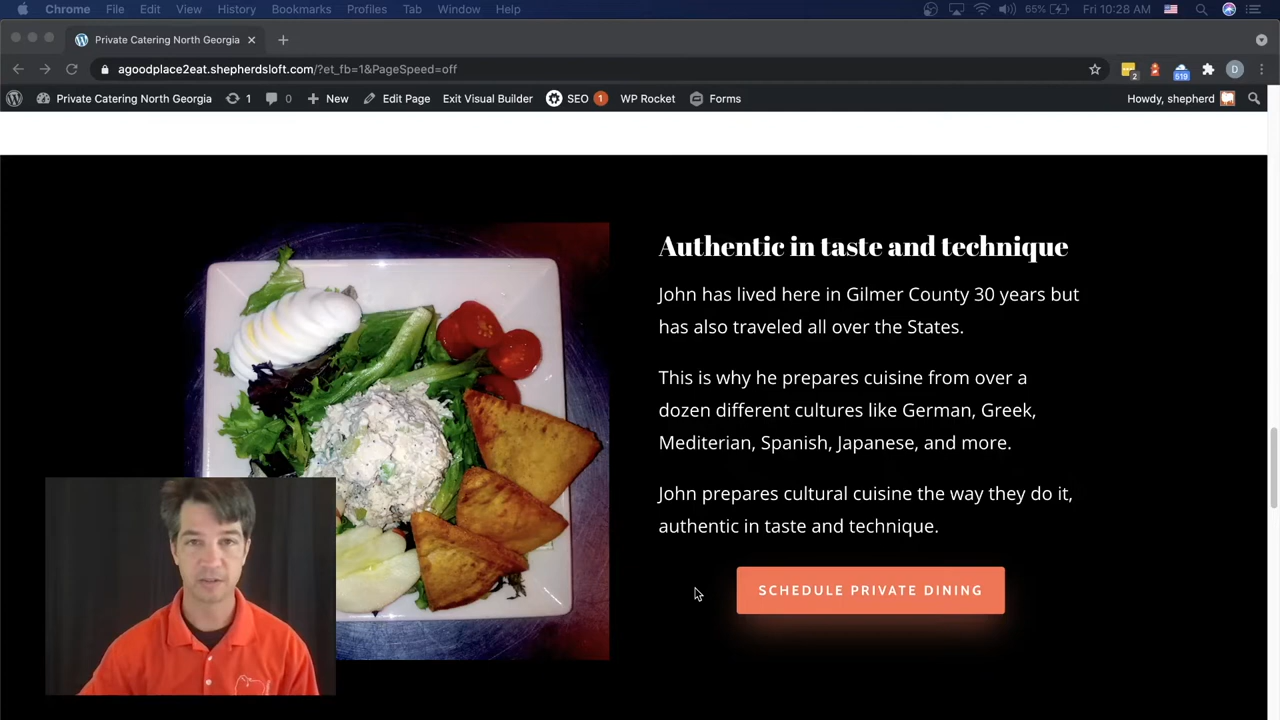 Chrome File Edit View History Bookmarks Profiles Tab Window Help 65% Fri 10:28 AM
Private Catering North Georgia
agoodplace2eat.shepherdsloft.com/?et_fb=1&PageSpeed=off 2 519 D
Private Catering North Georgia 1 0 New Edit Page Exit Visual Builder SEO 1 WP Rocket Forms Howdy, shepherd
Authentic in taste and technique
John has lived here in Gilmer County 30 years but
has also traveled all over the States.
This is why he prepares cuisine from over a
dozen different cultures like German, Greek,
Mediterian, Spanish, Japanese, and more.
John prepares cultural cuisine the way they do it,
authentic in taste and technique.
SCHEDULE PRIVATE DINING